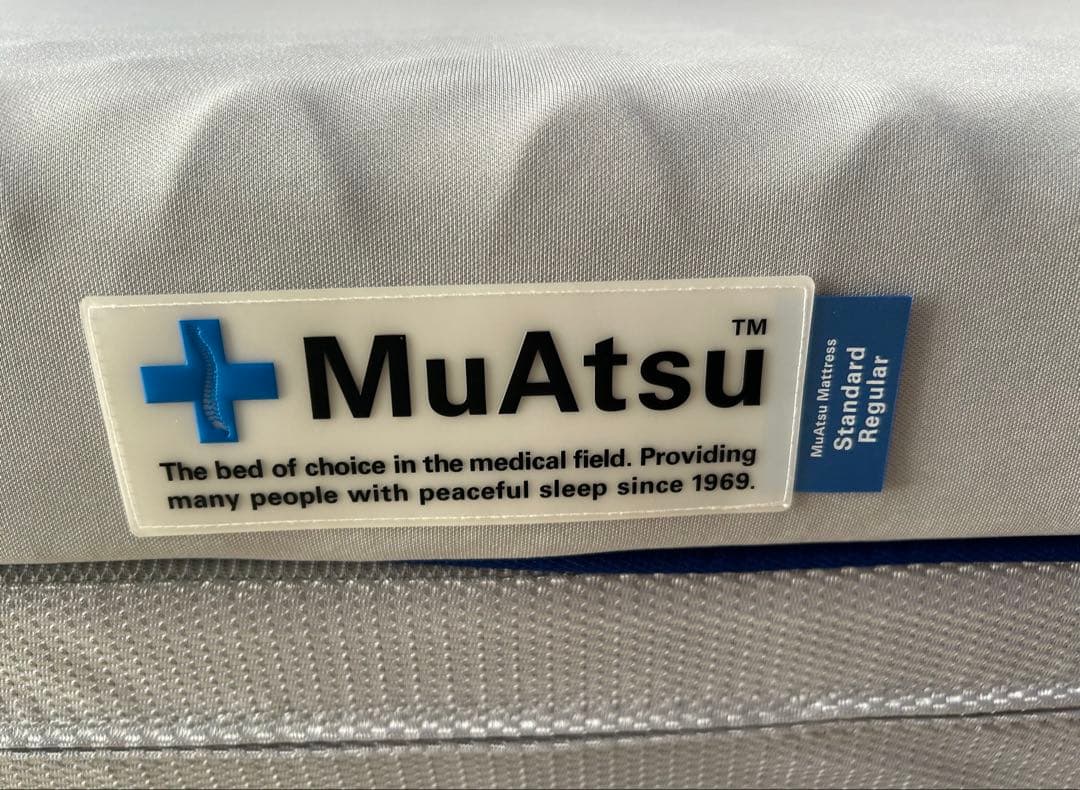 MuAtsu™
The bed of choice in the medical field. Providing
many people with peaceful sleep since 1969.
MuAtsu Mattress
Standard
Regular